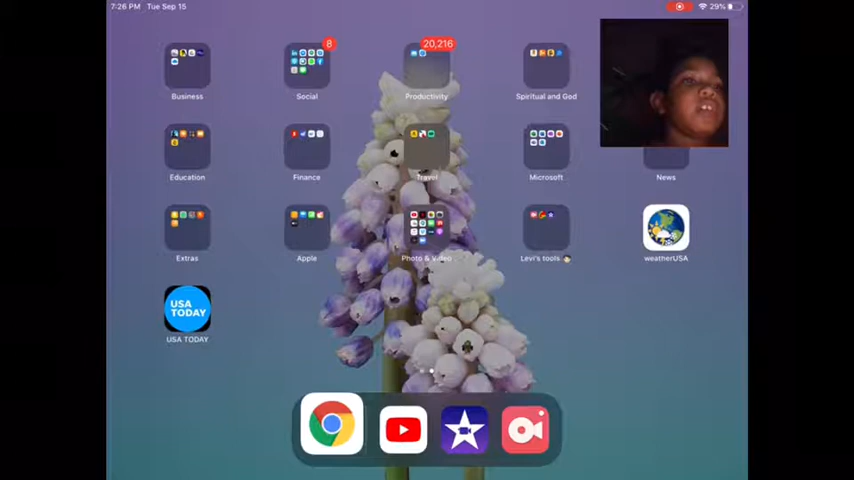 7:26 PM Tue Sep 15 29%
8 20,216
Business Social Productivity Spiritual and God
Education Finance Travel Microsoft News
Extras Apple Photo & Video Levi's tools weatherUSA
USA
TODAY
USA TODAY